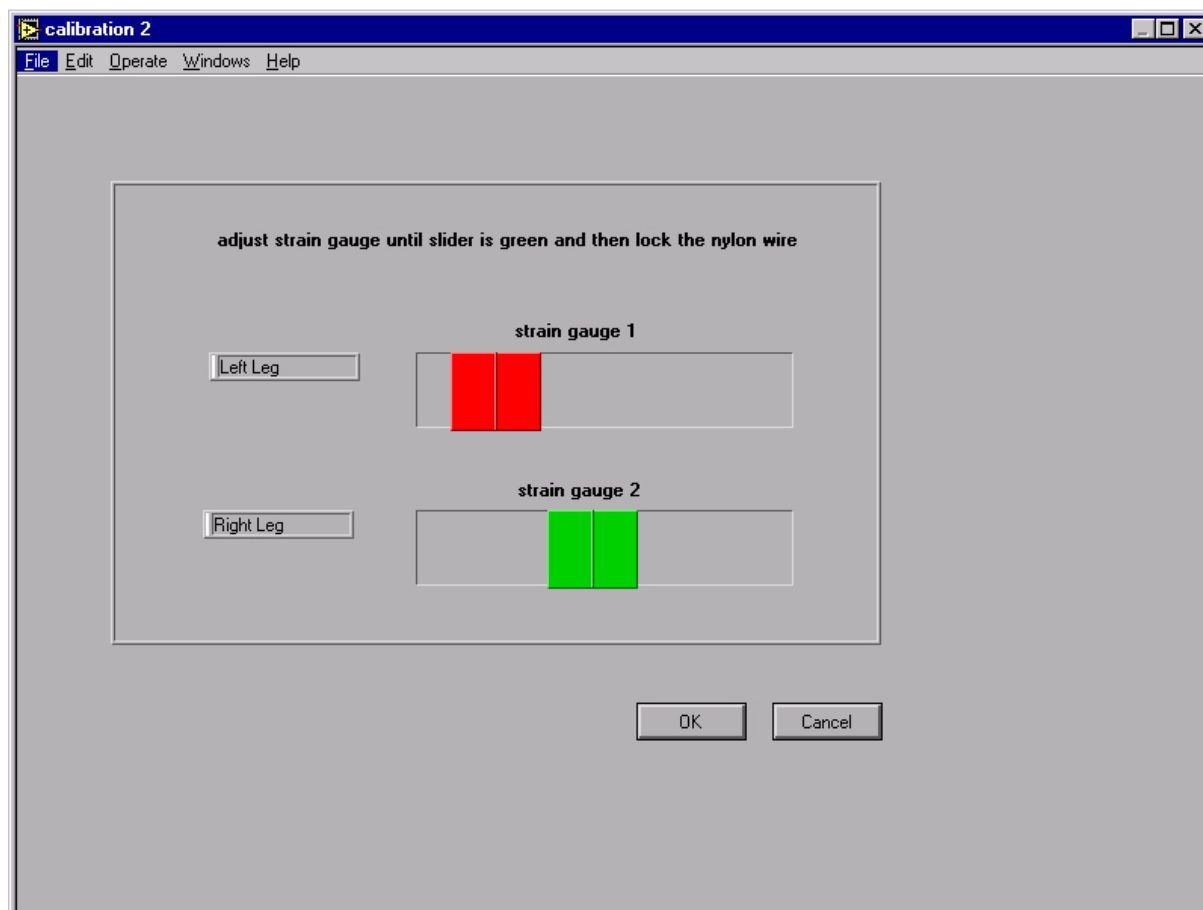 calibration 2
File Edit Operate Windows Help
adjust strain gauge until slider is green and then lock the nylon wire
strain gauge 1
Left Leg
strain gauge 2
Right Leg
OK Cancel